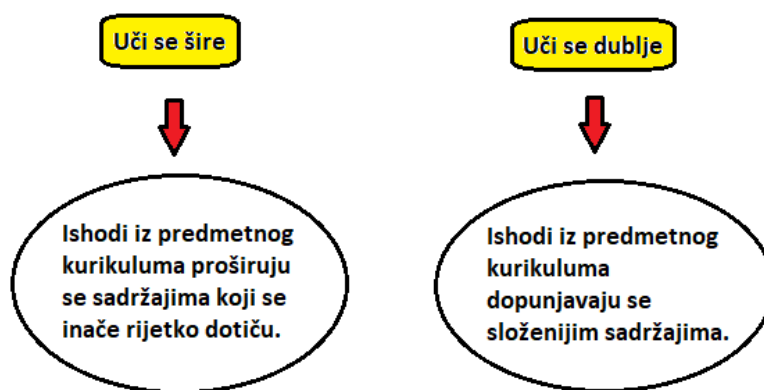 Uči se šire
Uči se dublje
Ishodi iz predmetnog
kurikuluma proširuju
se sadržajima koji se
inače rijetko dotiču.
Ishodi iz predmetnog
kurikuluma
dopunjavaju se
složenijim sadržajima.